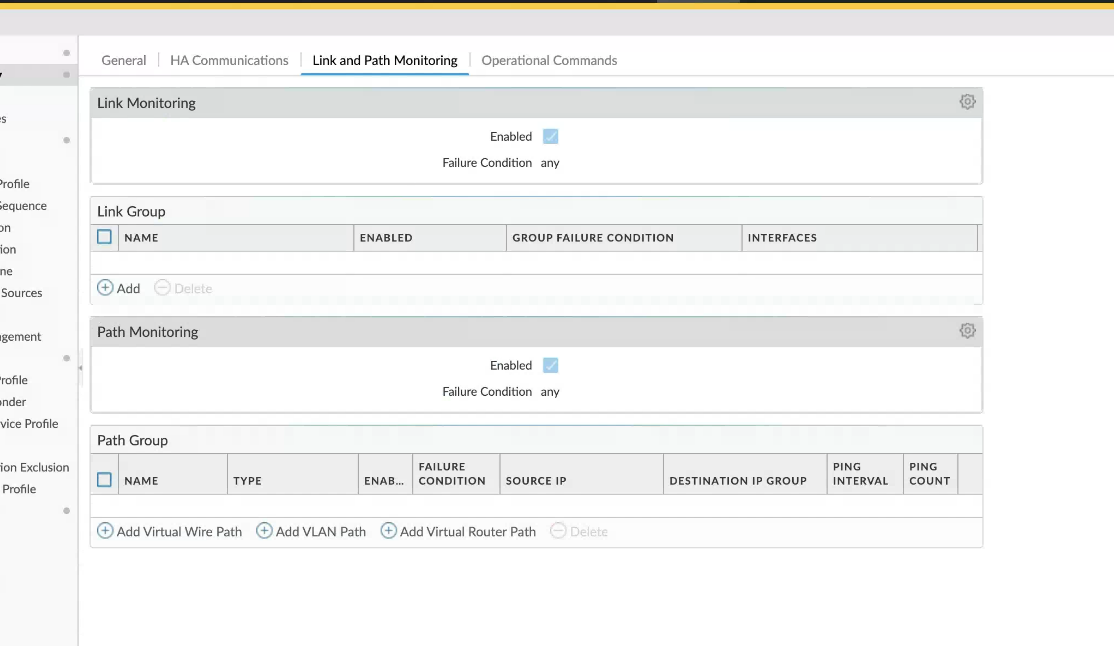 General
HA Communications
Link and Path Monitoring
Operational Commands
Link Monitoring
Enabled
Failure Condition any
Link Group
NAME ENABLED GROUP FAILURE CONDITION INTERFACES
Add Delete
Path Monitoring
Enabled
Failure Condition any
Path Group
NAME TYPE ENAB... FAILURE CONDITION SOURCE IP DESTINATION IP GROUP PING INTERVAL PING COUNT
Add Virtual Wire Path Add VLAN Path Add Virtual Router Path Delete
y
es
Profile
Sequence
on
ion
ne
Sources
gement
rofile
onder
vice Profile
ion Exclusion
Profile